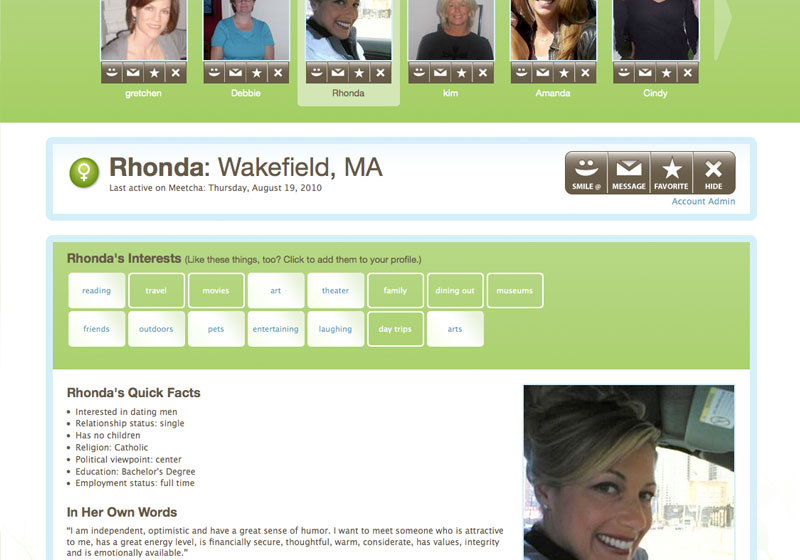 gretchen Debbie Rhonda kim Amanda Cindy
Rhonda: Wakefield, MA
Last active on Meetcha: Thursday, August 19, 2010
SMILE @ MESSAGE FAVORITE HIDE
Account Admin
Rhonda's Interests (Like these things, too? Click to add them to your profile.)
reading travel movies art theater family dining out museums
friends outdoors pets entertaining laughing day trips arts
Rhonda's Quick Facts
Interested in dating men
Relationship status: single
Has no children
Religion: Catholic
Political viewpoint: center
Education: Bachelor's Degree
Employment status: full time
In Her Own Words
"I am independent, optimistic and have a great sense of humor. I want to meet someone who is attractive
to me, has a great energy level, is financially secure, thoughtful, warm, considerate, has values, integrity
and is emotionally available."